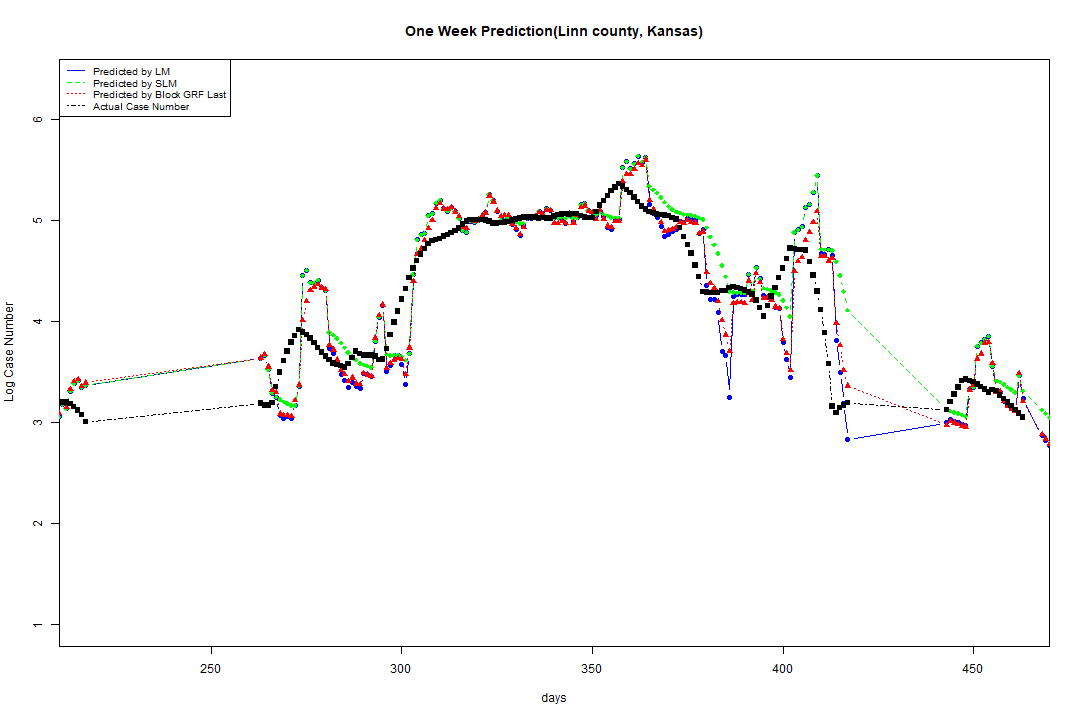 One Week Prediction(Linn county, Kansas)
Predicted by LM
Predicted by SLM
Predicted by Block GRF Last
Actual Case Number
6
5
4
3
2
1
Log Case Number
250 300 350 400 450
days